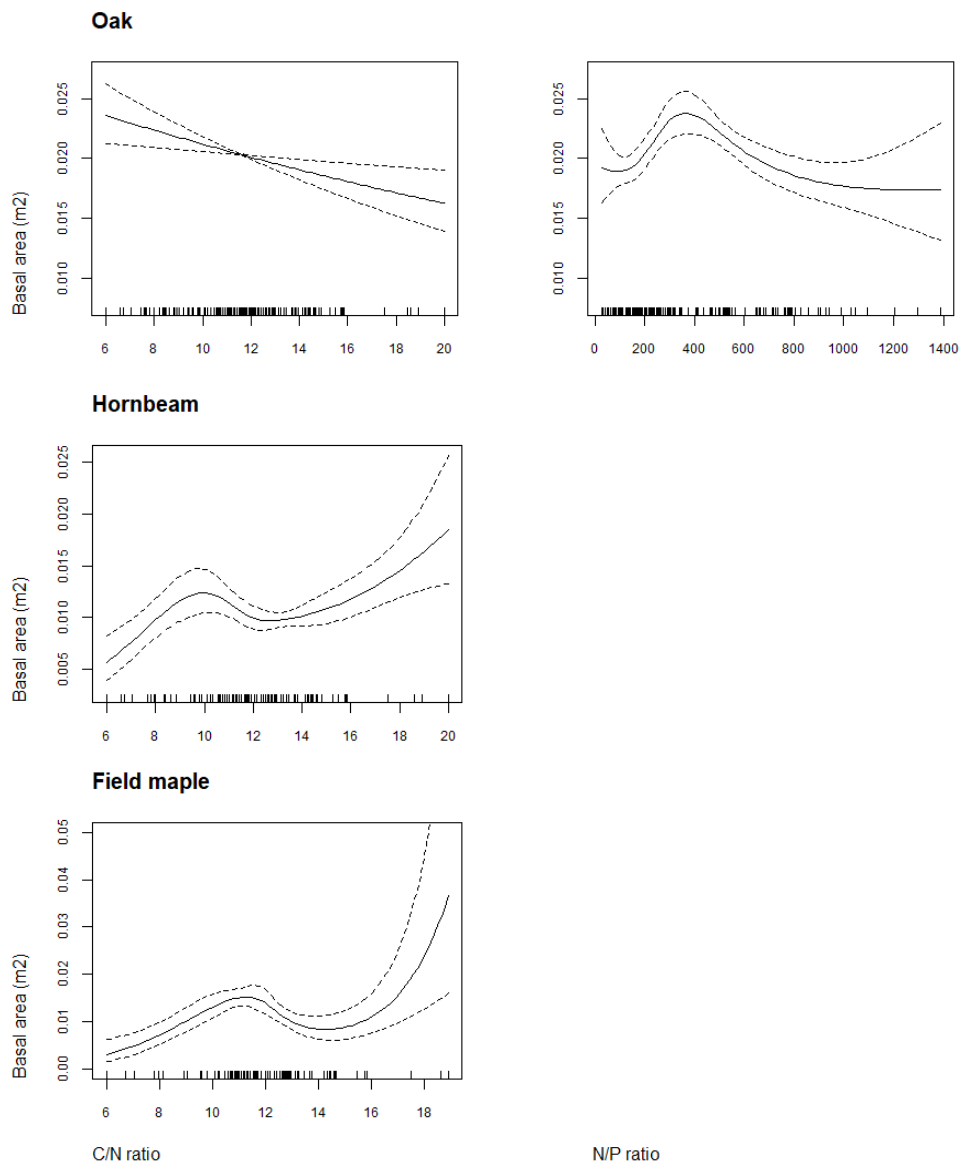 Oak
Basal area (m2)
0.010 0.015 0.020 0.025
6 8 10 12 14 16 18 20
0.010 0.015 0.020 0.025
0 200 400 600 800 1000 1200 1400
Hornbeam
Basal area (m2)
0.005 0.010 0.015 0.020 0.025
6 8 10 12 14 16 18 20
Field maple
Basal area (m2)
0.00 0.01 0.02 0.03 0.04 0.05
6 8 10 12 14 16 18
C/N ratio
N/P ratio